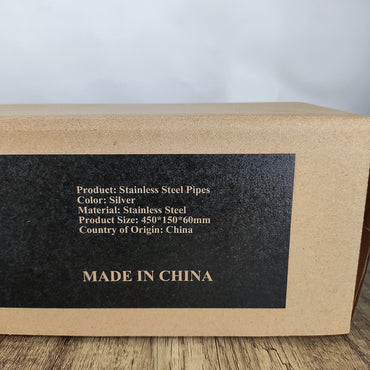 Product: Stainless Steel Pipes
Color: Silver
Material: Stainless Steel
Product Size: 450*150*60mm
Country of Origin: China
MADE IN CHINA